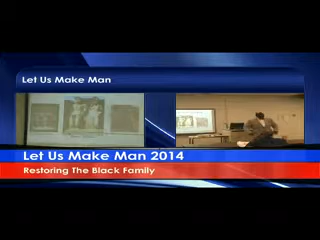 Let Us Make Man
Let Us Make Man 2014
Restoring The Black Family